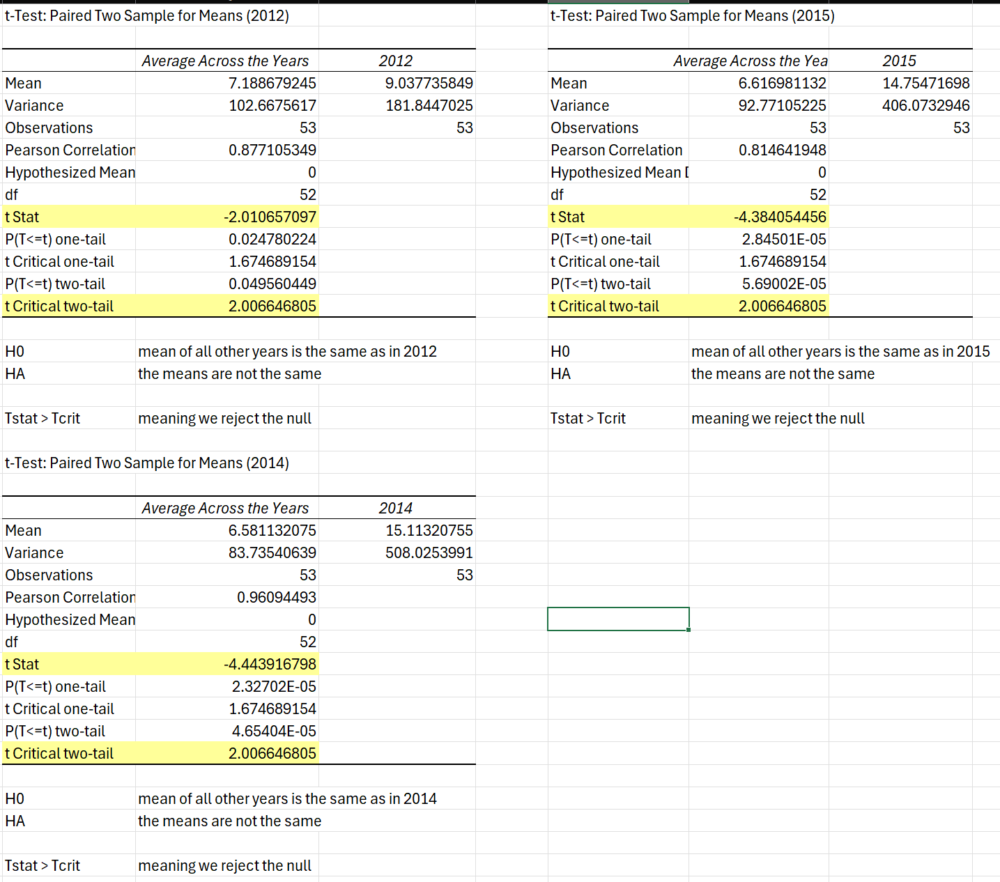 t-Test: Paired Two Sample for Means (2012)
Average Across the Years 2012
Mean 7.188679245 9.037735849
Variance 102.6675617 181.8447025
Observations 53 53
Pearson Correlation 0.877105349
Hypothesized Mean 0
df 52
t Stat -2.010657097
P(T<=t) one-tail 0.024780224
t Critical one-tail 1.674689154
P(T<=t) two-tail 0.049560449
t Critical two-tail 2.006646805
H0 mean of all other years is the same as in 2012
HA the means are not the same
Tstat > Tcrit meaning we reject the null
t-Test: Paired Two Sample for Means (2015)
Average Across the Yea 2015
Mean 6.616981132 14.75471698
Variance 92.77105225 406.0732946
Observations 53 53
Pearson Correlation 0.814641948
Hypothesized Mean D 0
df 52
t Stat -4.384054456
P(T<=t) one-tail 2.84501E-05
t Critical one-tail 1.674689154
P(T<=t) two-tail 5.69002E-05
t Critical two-tail 2.006646805
H0 mean of all other years is the same as in 2015
HA the means are not the same
Tstat > Tcrit meaning we reject the null
t-Test: Paired Two Sample for Means (2014)
Average Across the Years 2014
Mean 6.581132075 15.11320755
Variance 83.73540639 508.0253991
Observations 53 53
Pearson Correlation 0.96094493
Hypothesized Mean 0
df 52
t Stat -4.443916798
P(T<=t) one-tail 2.32702E-05
t Critical one-tail 1.674689154
P(T<=t) two-tail 4.65404E-05
t Critical two-tail 2.006646805
H0 mean of all other years is the same as in 2014
HA the means are not the same
Tstat > Tcrit meaning we reject the null